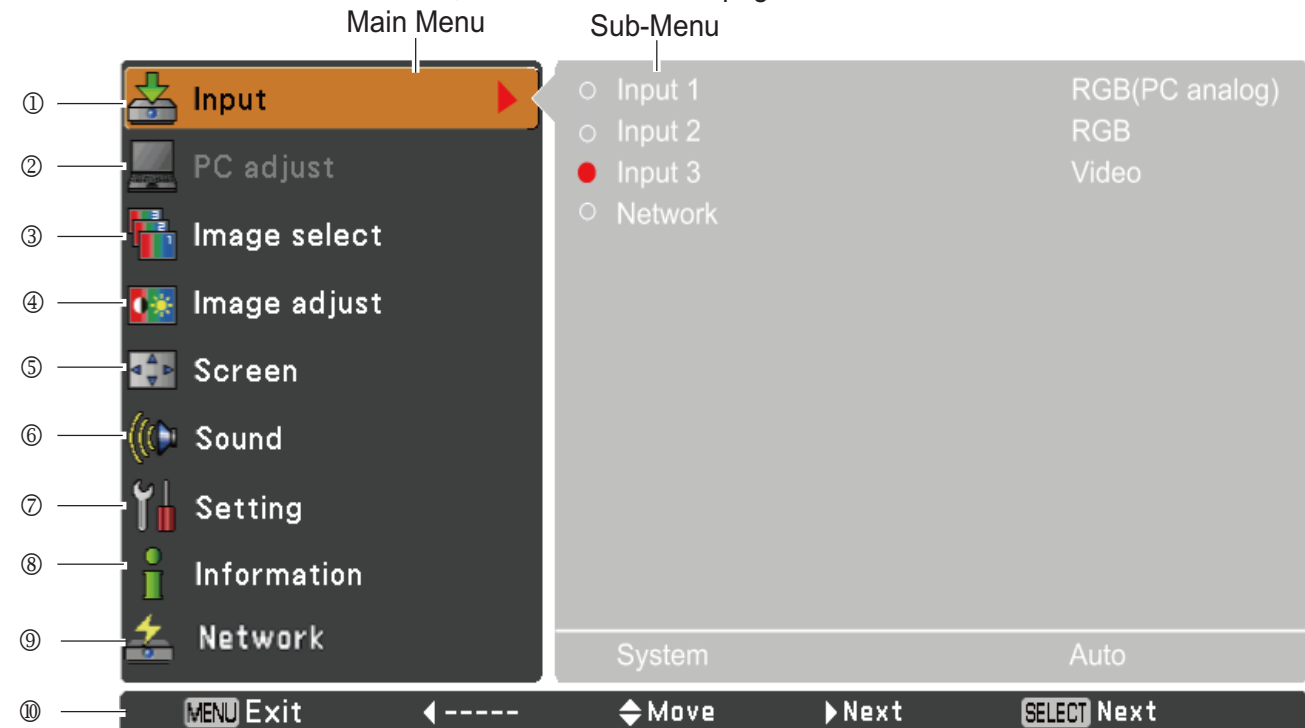 Main Menu
Sub-Menu
① Input
Input 1 RGB(PC analog)
Input 2 RGB
② PC adjust
Input 3 Video
Network
③ Image select
④ Image adjust
⑤ Screen
⑥ Sound
⑦ Setting
⑧ Information
⑨ Network
System Auto
⑩ MENU Exit ----- Move Next SELECT Next